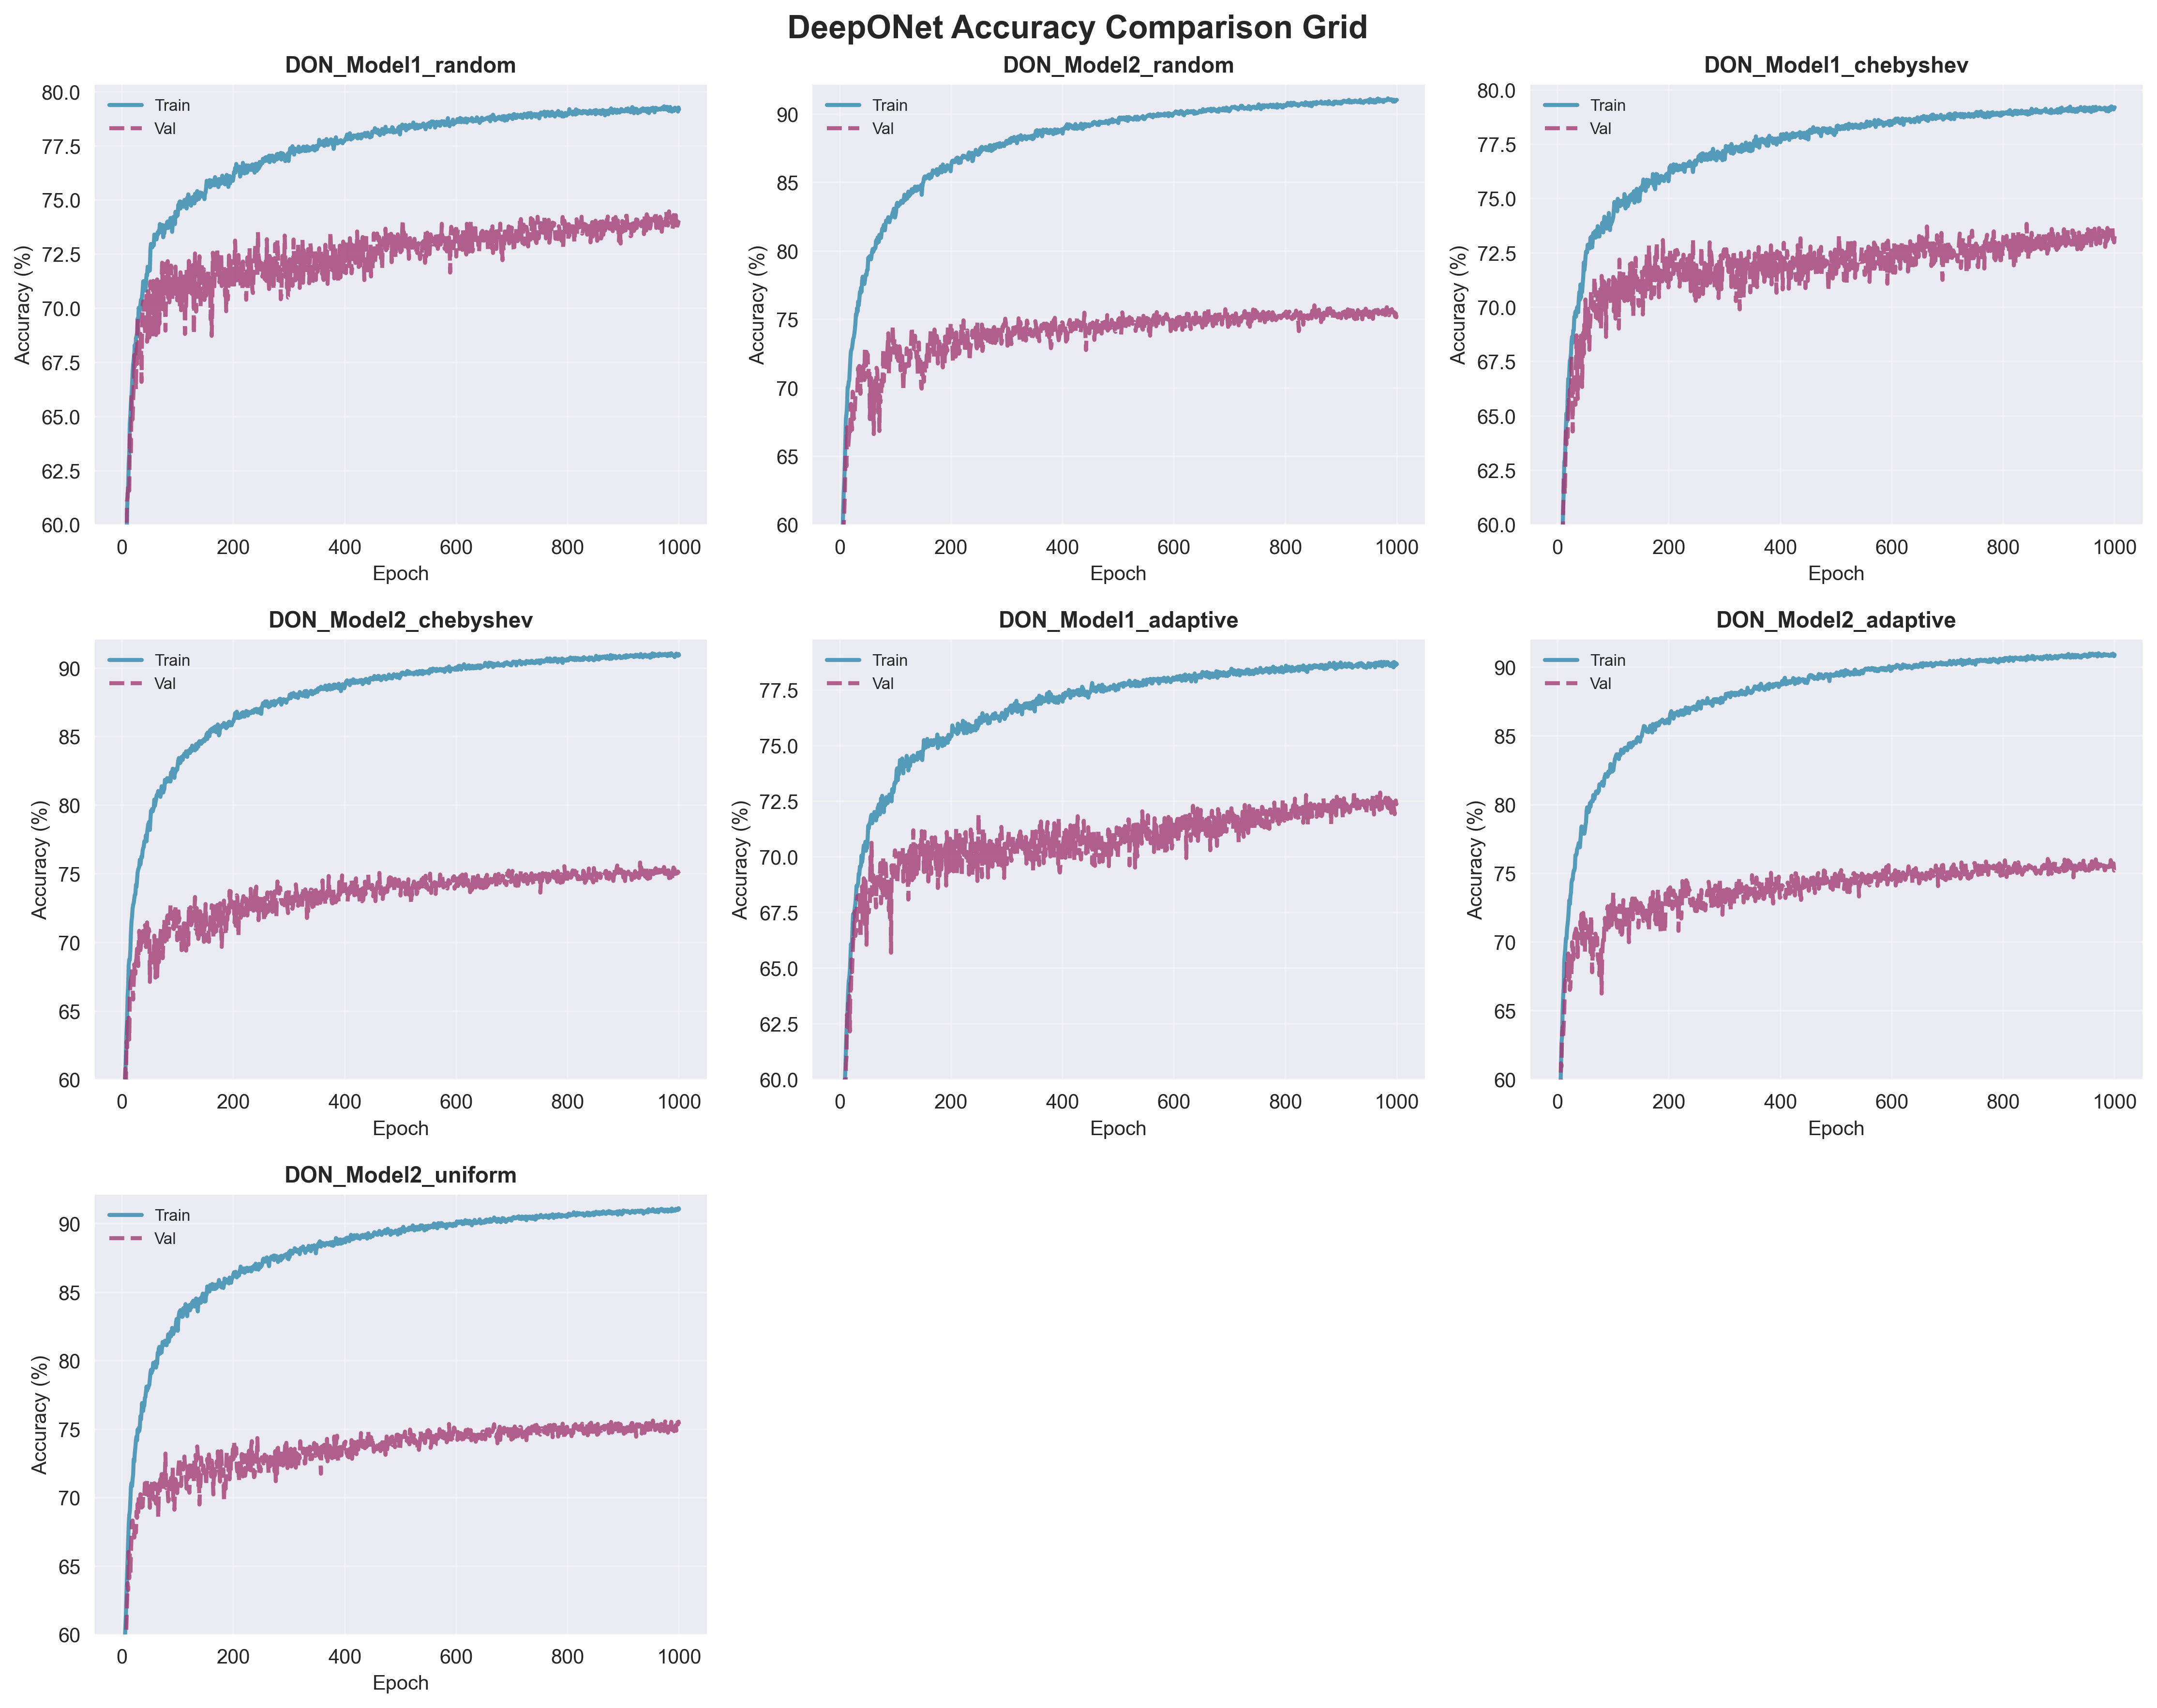 DeepONet Accuracy Comparison Grid
DON_Model1_random
Train
Val
80.0
77.5
75.0
72.5
70.0
67.5
65.0
62.5
60.0
Accuracy (%)
0 200 400 600 800 1000
Epoch
DON_Model2_random
Train
Val
90
85
80
75
70
65
60
Accuracy (%)
0 200 400 600 800 1000
Epoch
DON_Model1_chebyshev
Train
Val
80.0
77.5
75.0
72.5
70.0
67.5
65.0
62.5
60.0
Accuracy (%)
0 200 400 600 800 1000
Epoch
DON_Model2_chebyshev
Train
Val
90
85
80
75
70
65
60
Accuracy (%)
0 200 400 600 800 1000
Epoch
DON_Model1_adaptive
Train
Val
77.5
75.0
72.5
70.0
67.5
65.0
62.5
60.0
Accuracy (%)
0 200 400 600 800 1000
Epoch
DON_Model2_adaptive
Train
Val
90
85
80
75
70
65
60
Accuracy (%)
0 200 400 600 800 1000
Epoch
DON_Model2_uniform
Train
Val
90
85
80
75
70
65
60
Accuracy (%)
0 200 400 600 800 1000
Epoch